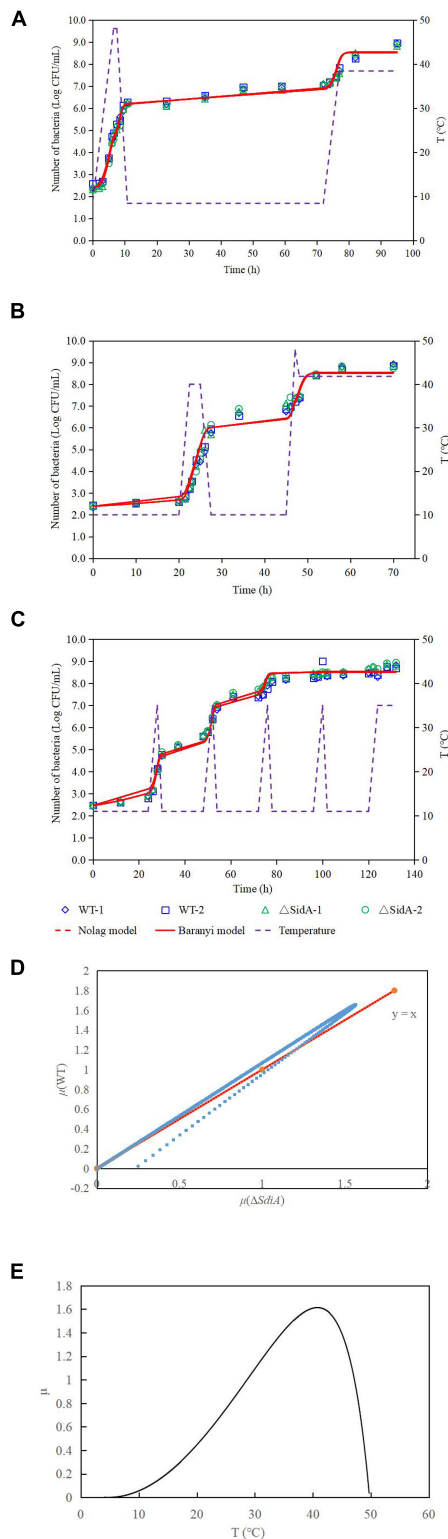 A
10.0
9.0
8.0
7.0
6.0
5.0
4.0
3.0
2.0
1.0
0.0
Number of bacteria (Log CFU/mL)
50
40
30
20
10
0
T (°C)
0 10 20 30 40 50 60 70 80 90 100
Time (h)
B
10.0
9.0
8.0
7.0
6.0
5.0
4.0
3.0
2.0
1.0
0.0
Number of bacteria (Log CFU/mL)
50
40
30
20
10
0
T (°C)
0 10 20 30 40 50 60 70
Time (h)
C
10.0
9.0
8.0
7.0
6.0
5.0
4.0
3.0
2.0
1.0
0.0
Number of bacteria (Log CFU/mL)
50
40
30
20
10
0
T (°C)
0 20 40 60 80 100 120 140
Time (h)
WT-1 WT-2 △SidA-1 △SidA-2
Nolag model Baranyi model Temperature
D
2
1.8
1.6
1.4
1.2
1
0.8
0.6
0.4
0.2
0
-0.2
μ(WT)
y = x
0 0.5 1 1.5 2
μ(ΔSdiA)
E
1.8
1.6
1.4
1.2
1
0.8
0.6
0.4
0.2
0
μ
0 10 20 30 40 50 60
T (°C)